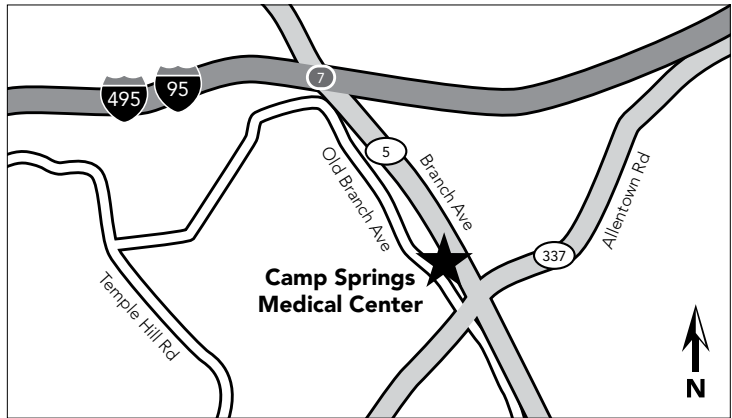 7
495
95
5
Branch Ave
Old Branch Ave
Allentown Rd
337
Camp Springs
Medical Center
Temple Hill Rd
N